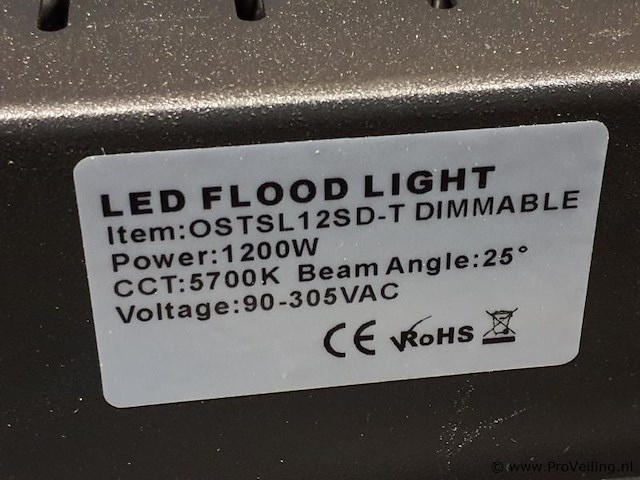 LED FLOOD LIGHT
Item:OSTSL12SD-T DIMMABLE
Power:1200W
CCT:5700K Beam Angle:25°
Voltage:90-305VAC
CE RoHS
© www.ProVeiling.nl